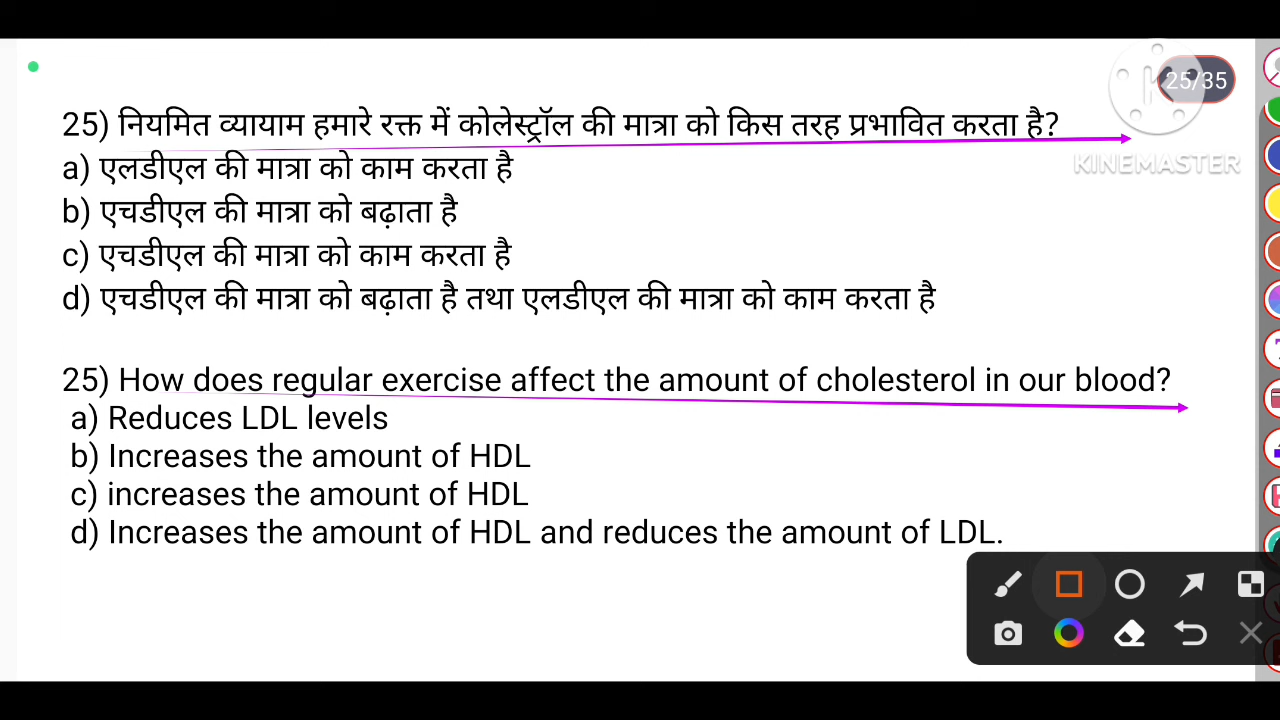 25/35
KINEMASTER
25) नियमित व्यायाम हमारे रक्त में कोलेस्ट्रॉल की मात्रा को किस तरह प्रभावित करता है?
a) एलडीएल की मात्रा को काम करता है
b) एचडीएल की मात्रा को बढ़ाता है
c) एचडीएल की मात्रा को काम करता है
d) एचडीएल की मात्रा को बढ़ाता है तथा एलडीएल की मात्रा को काम करता है
25) How does regular exercise affect the amount of cholesterol in our blood?
a) Reduces LDL levels
b) Increases the amount of HDL
c) increases the amount of HDL
d) Increases the amount of HDL and reduces the amount of LDL.